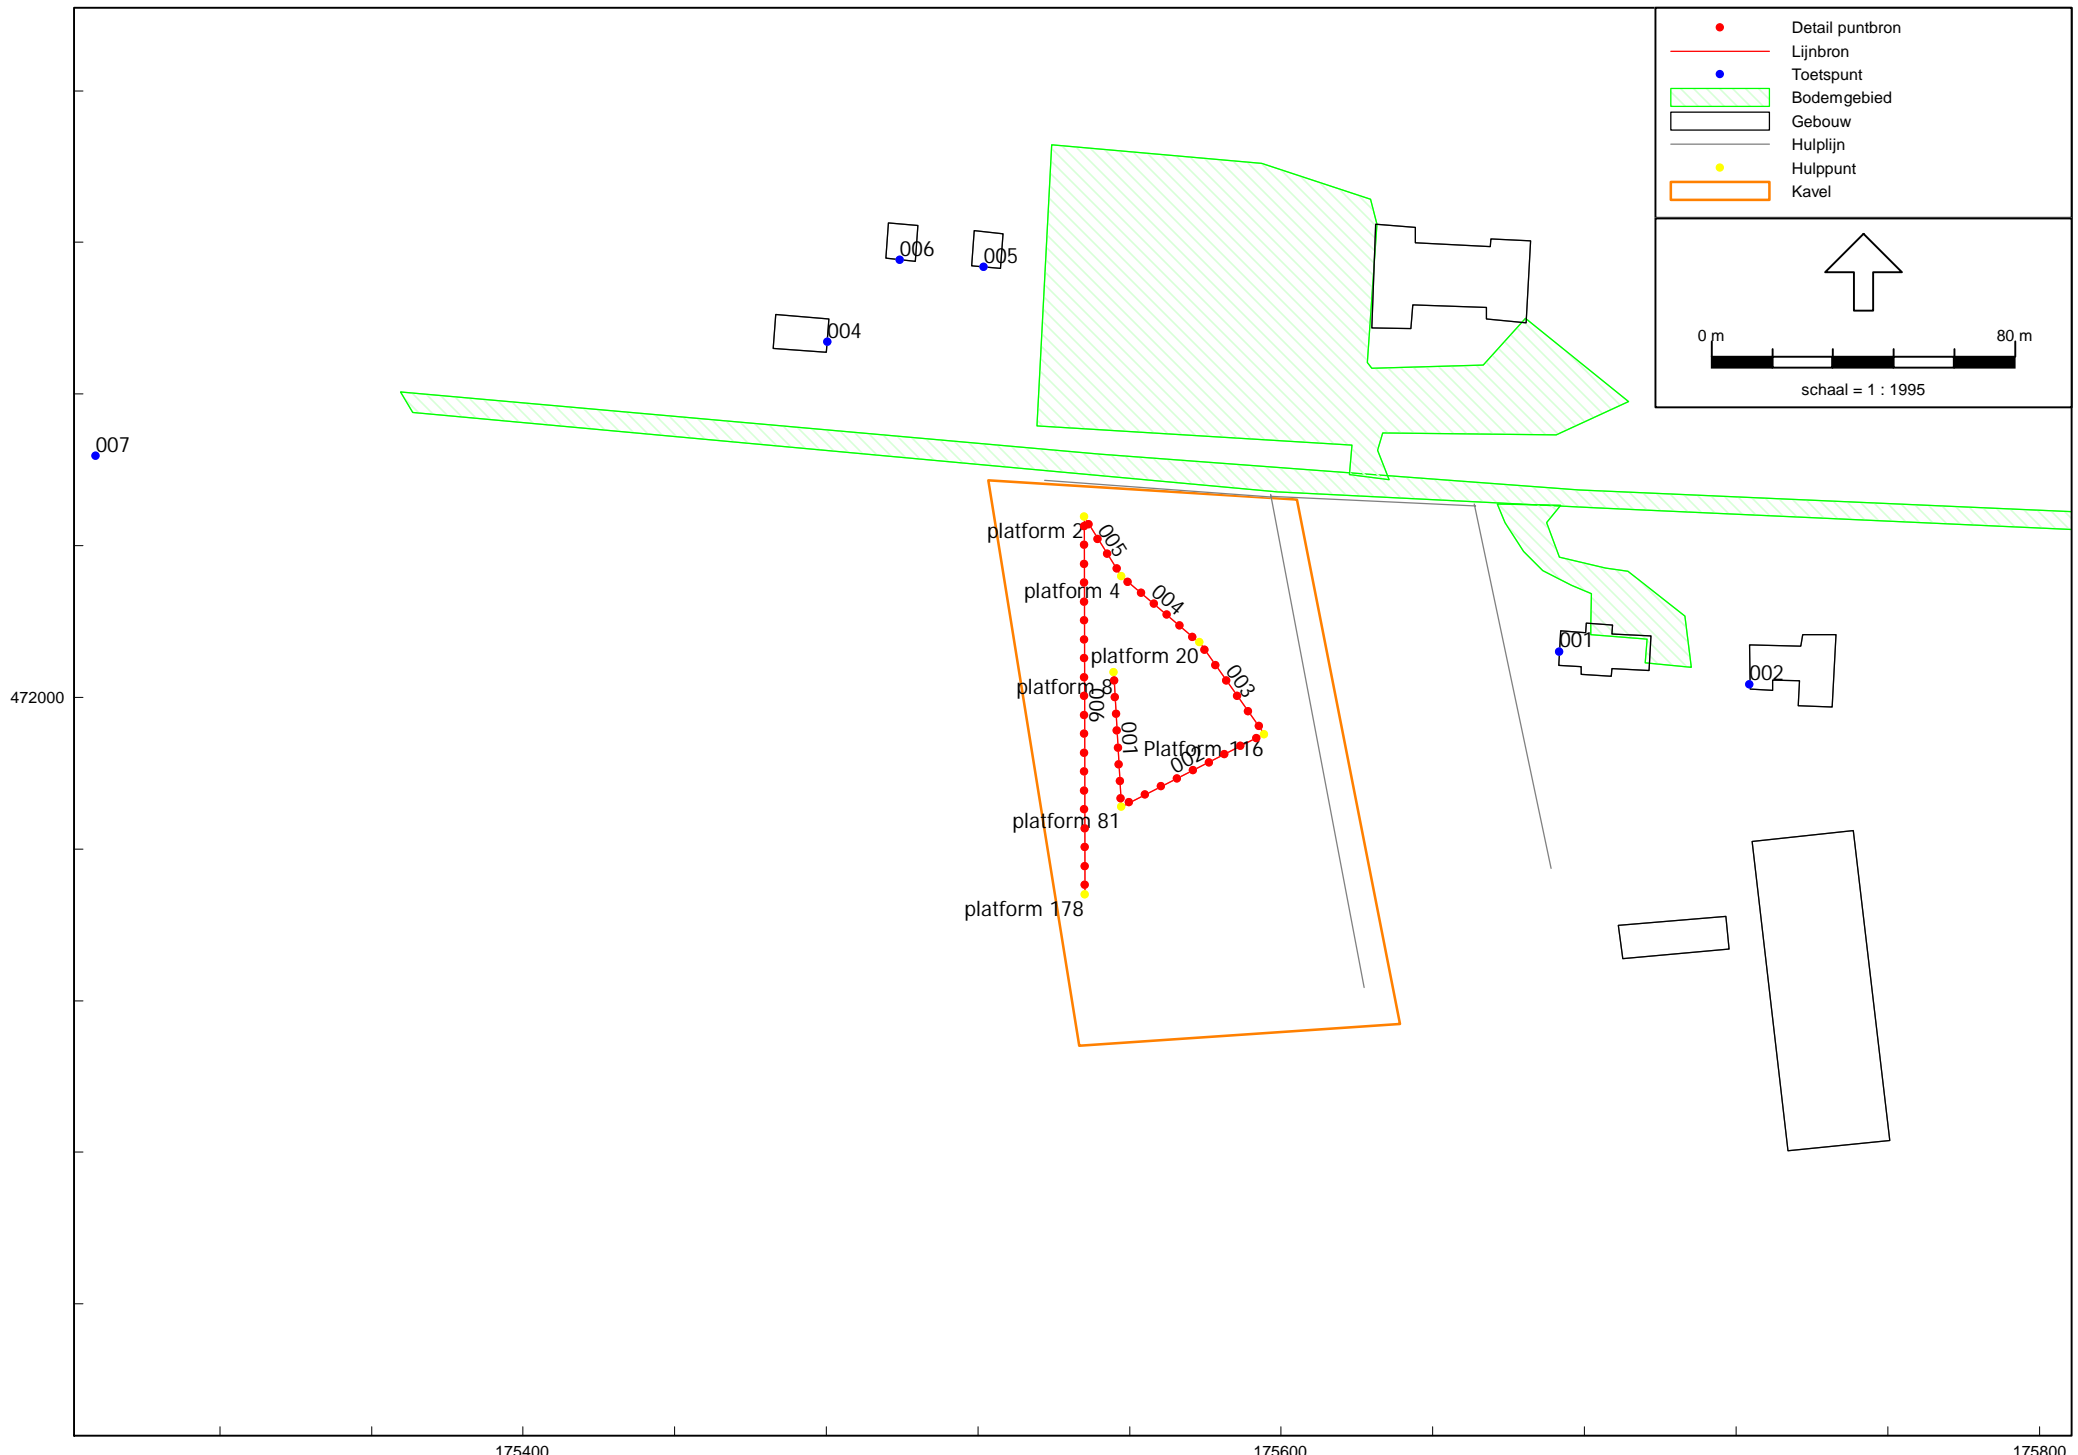 Detail puntbron
Lijnbron
Toetspunt
Bodemgebied
Gebouw
Hulplijn
Hulppunt
Kavel
0 m 80 m
schaal = 1 : 1995
006 005
004
007
platform 2 005
platform 4 004
001
platform 20
002
platform 8 003
472000
006
001 Platform 116
002
platform 81
platform 178
175400 175600 175800